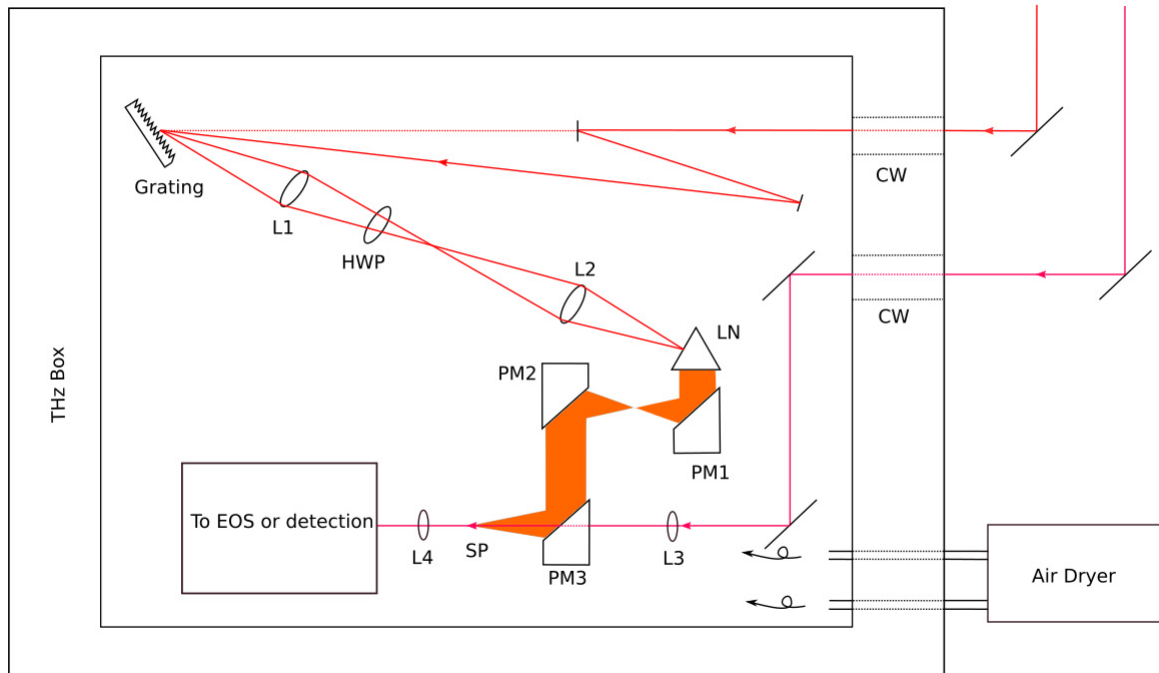 Grating
CW
L1
HWP
L2
CW
LN
THz Box
PM2
PM1
To EOS or detection
L4
SP
L3
PM3
Air Dryer